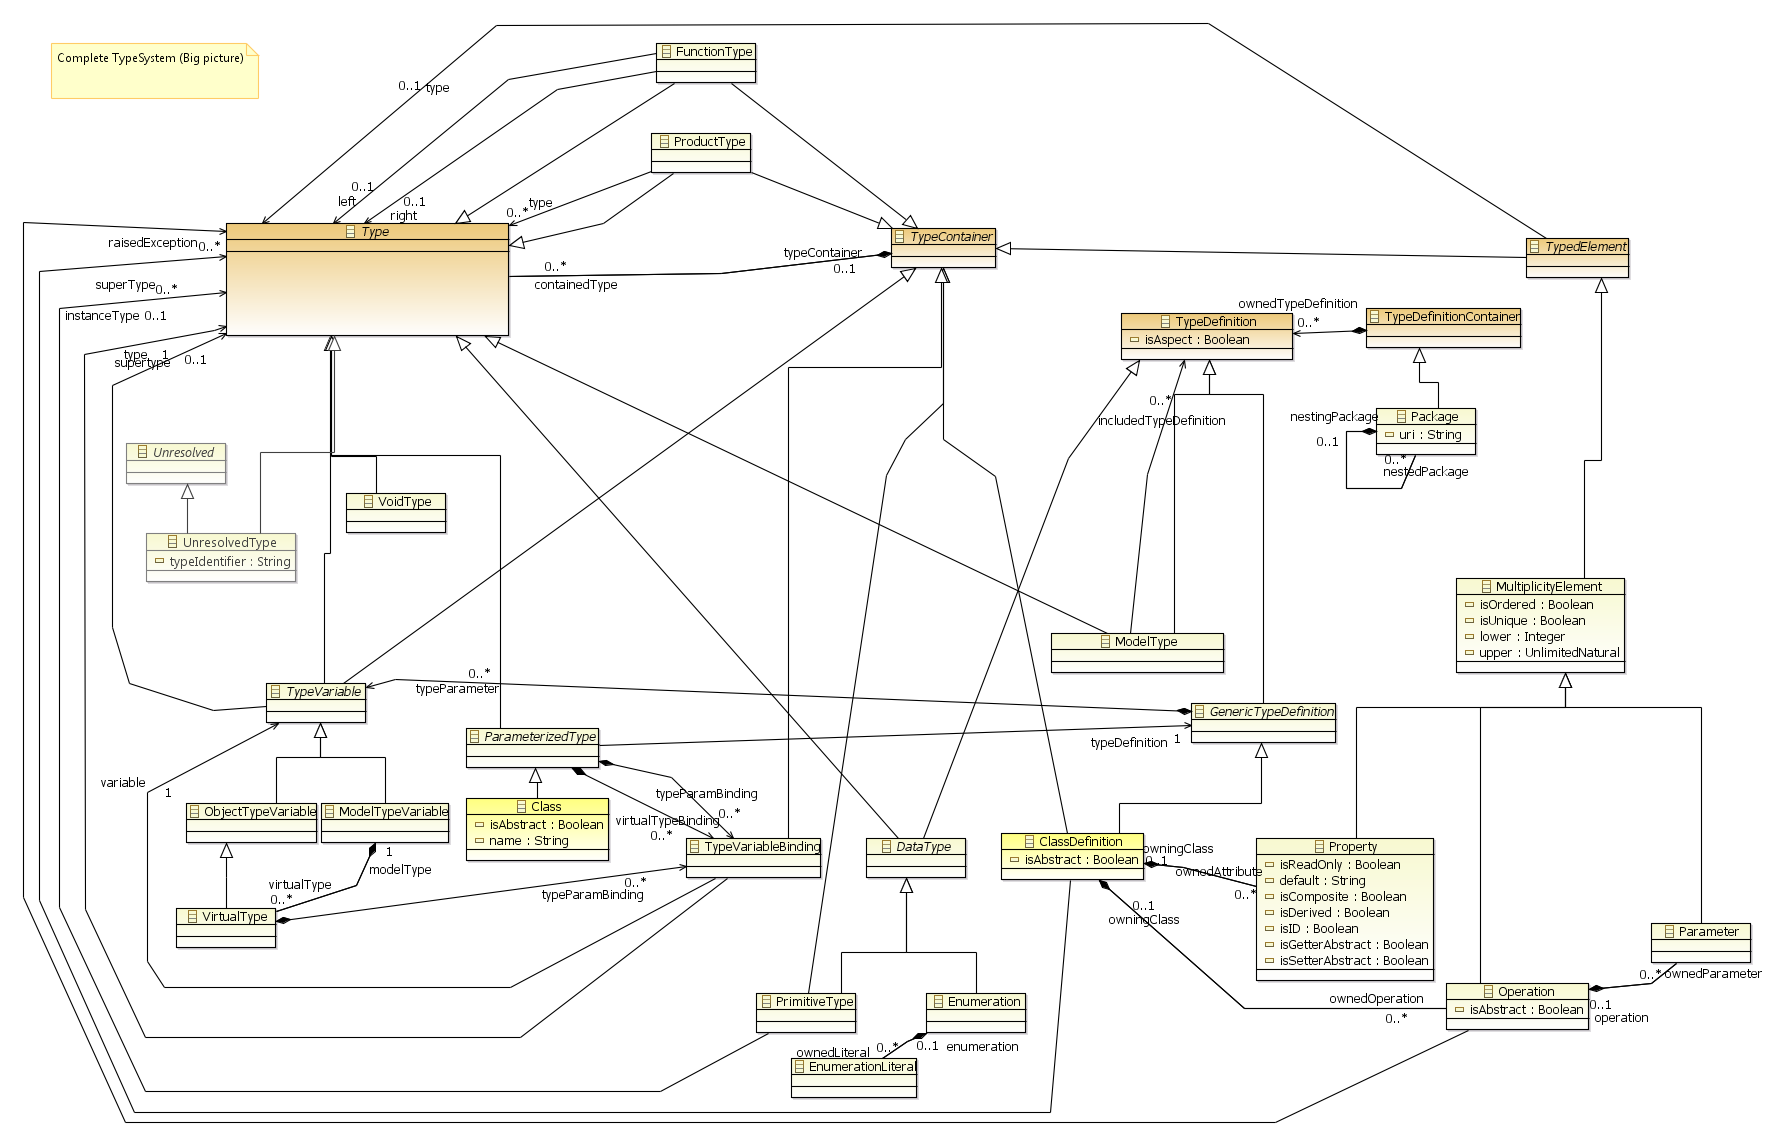 Complete TypeSystem (Big picture)
FunctionType
0..1
type
ProductType
0..1
left
0..1
right
type
0..*
Type
raisedException
0..*
superType
0..*
instanceType 0..1
type
1
supertype
0..1
typeContainer
0..1
0..*
containedType
TypeContainer
TypedElement
ownedTypeDefinition
0..*
TypeDefinition
isAspect : Boolean
TypeDefinitionContainer
0..*
includedTypeDefinition
nestingPackage
0..1
Package
uri : String
0..*
nestedPackage
Unresolved
UnresolvedType
typeIdentifier : String
VoidType
MultiplicityElement
isOrdered : Boolean
isUnique : Boolean
lower : Integer
upper : UnlimitedNatural
ModelType
TypeVariable
0..*
typeParameter
GenericTypeDefinition
ParameterizedType
typeDefinition
1
variable
1
ObjectTypeVariable
ModelTypeVariable
Class
isAbstract : Boolean
name : String
typeParamBinding
0..*
virtualTypeBinding
0..*
TypeVariableBinding
DataType
ClassDefinition
isAbstract : Boolean
owningClass
0..1
ownedAttribute
0..*
Property
isReadOnly : Boolean
default : String
isComposite : Boolean
isDerived : Boolean
isID : Boolean
isGetterAbstract : Boolean
isSetterAbstract : Boolean
1
modelType
virtualType
0..*
VirtualType
0..*
typeParamBinding
0..1
owningClass
Parameter
0..*
ownedParameter
PrimitiveType
Enumeration
ownedOperation
0..*
Operation
isAbstract : Boolean
0..1
operation
ownedLiteral
0..*
0..1
enumeration
EnumerationLiteral